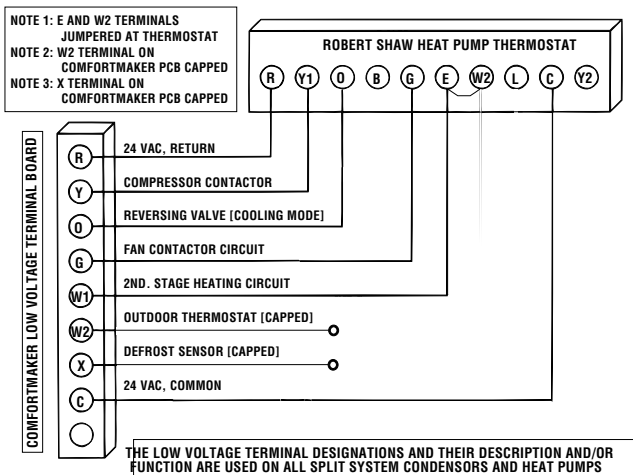 NOTE 1: E AND W2 TERMINALS
JUMPERED AT THERMOSTAT
NOTE 2: W2 TERMINAL ON
COMFORTMAKER PCB CAPPED
NOTE 3: X TERMINAL ON
COMFORTMAKER PCB CAPPED
ROBERT SHAW HEAT PUMP THERMOSTAT
R Y1 O B G E W2 L C Y2
COMFORTMAKER LOW VOLTAGE TERMINAL BOARD
R 24 VAC, RETURN
Y COMPRESSOR CONTACTOR
O REVERSING VALVE [COOLING MODE]
G FAN CONTACTOR CIRCUIT
W1 2ND. STAGE HEATING CIRCUIT
W2 OUTDOOR THERMOSTAT [CAPPED]
X DEFROST SENSOR [CAPPED]
C 24 VAC, COMMON
THE LOW VOLTAGE TERMINAL DESIGNATIONS AND THEIR DESCRIPTION AND/OR
FUNCTION ARE USED ON ALL SPLIT SYSTEM CONDENSORS AND HEAT PUMPS